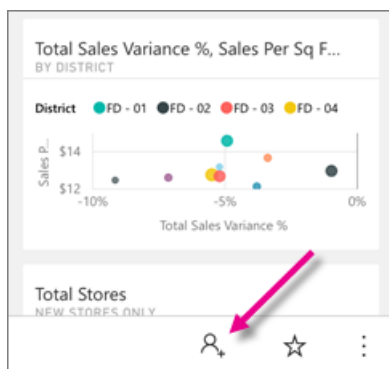 Total Sales Variance %, Sales Per Sq F...
BY DISTRICT
District FD - 01 FD - 02 FD - 03 FD - 04
Sales P...
$14
$12
-10% -5% 0%
Total Sales Variance %
Total Stores
NEW STORES ONLY